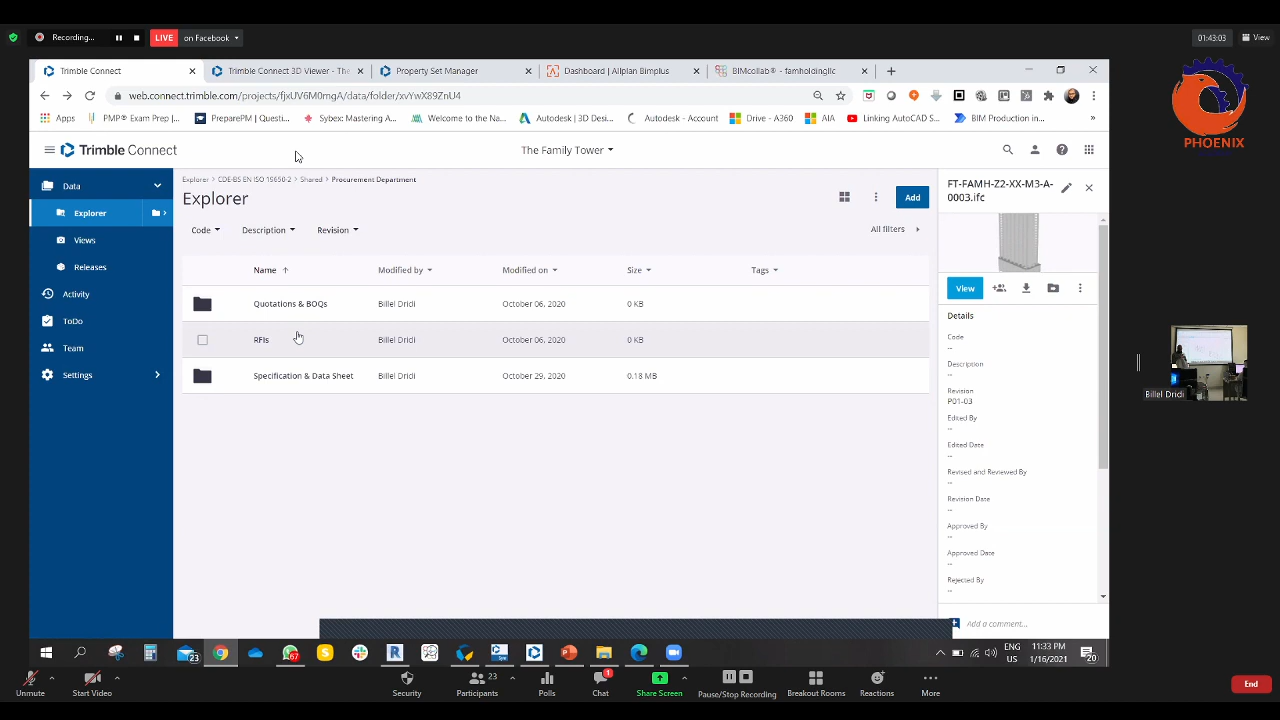 Recording...
LIVE on Facebook
01:43:03
View
Trimble Connect
Trimble Connect 3D Viewer - The
Property Set Manager
Dashboard | Allplan Bimplus
BIMcollab® - famholdingllc
web.connect.trimble.com/projects/fjxUV6M0mgA/data/folder/xvYwX89ZnU4
Apps
PMP® Exam Prep |...
PreparePM | Questi...
Sybex: Mastering A...
Welcome to the Na...
Autodesk | 3D Desi...
Autodesk - Account
Drive - A360
AIA
Linking AutoCAD S...
BIM Production in...
»
PHOENIX
Trimble Connect
The Family Tower
Data
Explorer
Views
Releases
Activity
ToDo
Team
Settings
Explorer > CDE-BS EN ISO 19650-2 > Shared > Procurement Department
Explorer
Add
Code
Description
Revision
All filters
Name
Modified by
Modified on
Size
Tags
Quotations & BOQs
Billel Dridi
October 06, 2020
0 KB
RFIs
Billel Dridi
October 06, 2020
0 KB
Specification & Data Sheet
Billel Dridi
October 29, 2020
0.18 MB
FT-FAMH-Z2-XX-M3-A-
0003.ifc
View
Details
Code
--
Description
--
Revision
P01-03
Edited By
--
Edited Date
--
Revised and Reviewed By
--
Revision Date
--
Approved By
--
Approved Date
--
Rejected By
--
Add a comment...
Billel Dridi
23
67
ENG
US
11:33 PM
1/16/2021
20
Unmute
Start Video
Security
Participants
23
Polls
Chat
1
Share Screen
Pause/Stop Recording
Breakout Rooms
Reactions
More
End